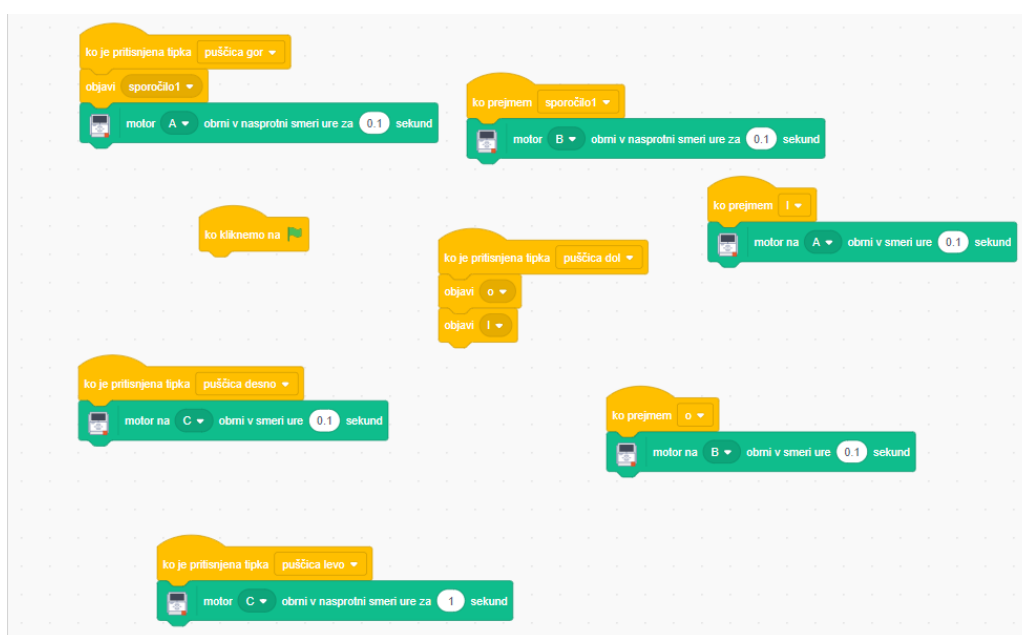 ko je pritisnjena tipka puščica gor
objavi sporočilo1
motor A obrni v nasprotni smeri ure za 0.1 sekund
ko prejmem sporočilo1
motor B obrni v nasprotni smeri ure za 0.1 sekund
ko prejmem l
motor na A obrni v smeri ure 0.1 sekund
ko kliknemo na
ko je pritisnjena tipka puščica dol
objavi o
objavi l
ko je pritisnjena tipka puščica desno
motor na C obrni v smeri ure 0.1 sekund
ko prejmem o
motor na B obrni v smeri ure 0.1 sekund
ko je pritisnjena tipka puščica levo
motor C obrni v nasprotni smeri ure za 1 sekund